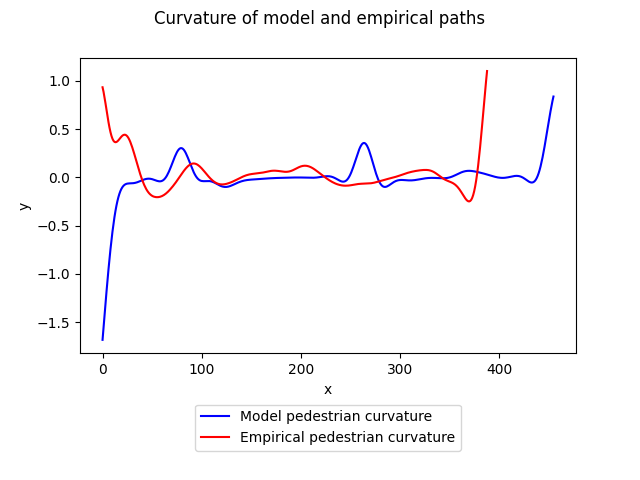 Curvature of model and empirical paths
1.0
0.5
0.0
−0.5
−1.0
−1.5
y
0 100 200 300 400
x
Model pedestrian curvature
Empirical pedestrian curvature